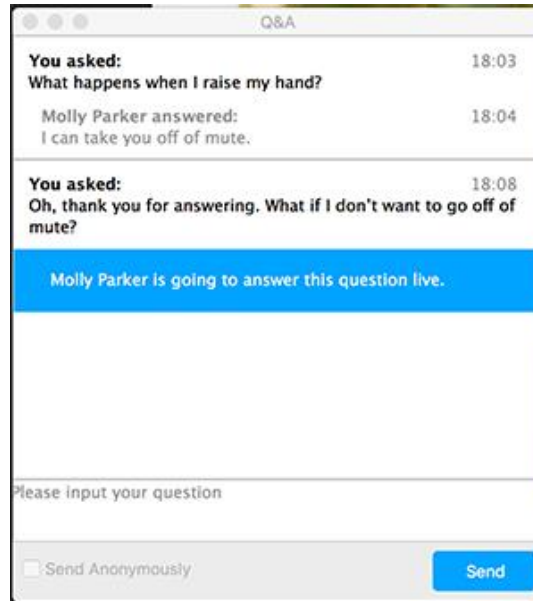 Q&A
You asked: 18:03
What happens when I raise my hand?
Molly Parker answered: 18:04
I can take you off of mute.
You asked: 18:08
Oh, thank you for answering. What if I don't want to go off of
mute?
Molly Parker is going to answer this question live.
Please input your question
Send Anonymously
Send